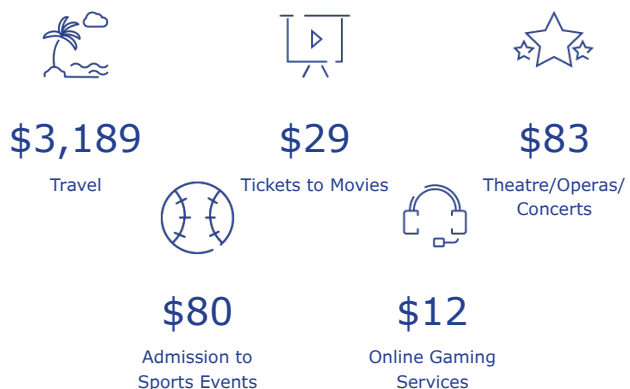 $3,189
Travel
$29
Tickets to Movies
$83
Theatre/Operas/
Concerts
$80
Admission to
Sports Events
$12
Online Gaming
Services